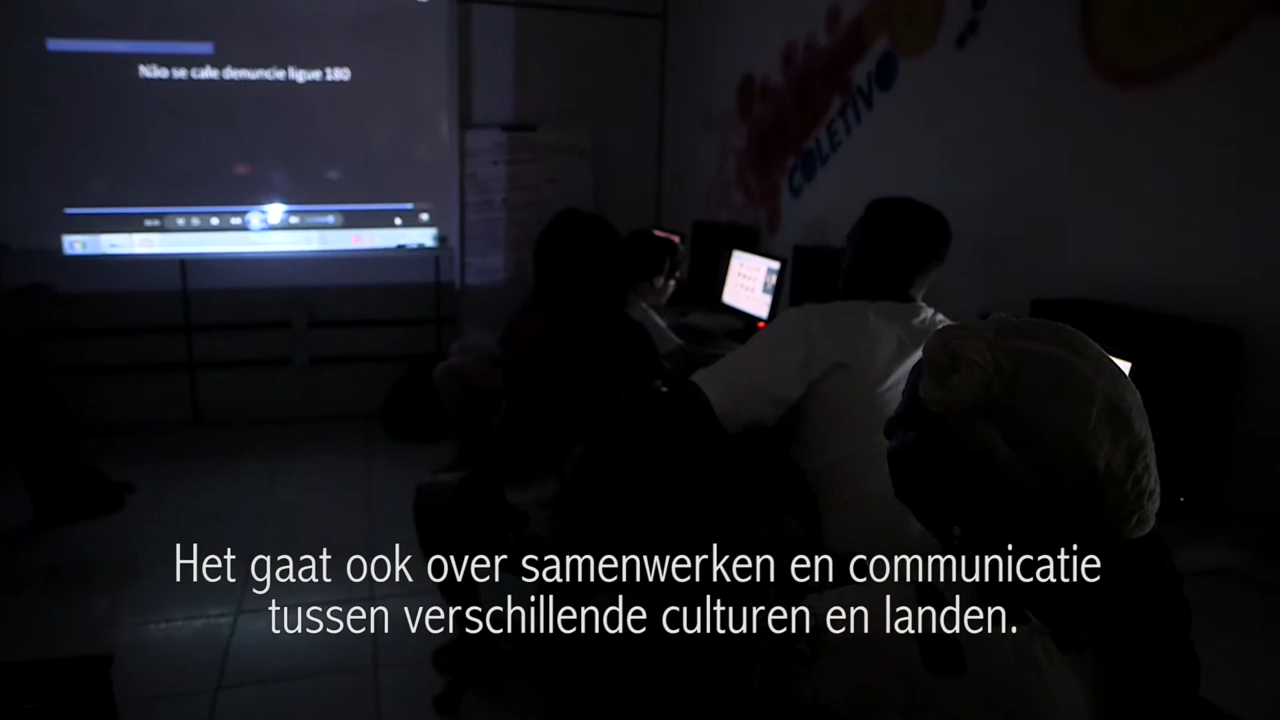 Não se cale denuncie ligue 180
COLETIVO
Het gaat ook over samenwerken en communicatie
tussen verschillende culturen en landen.